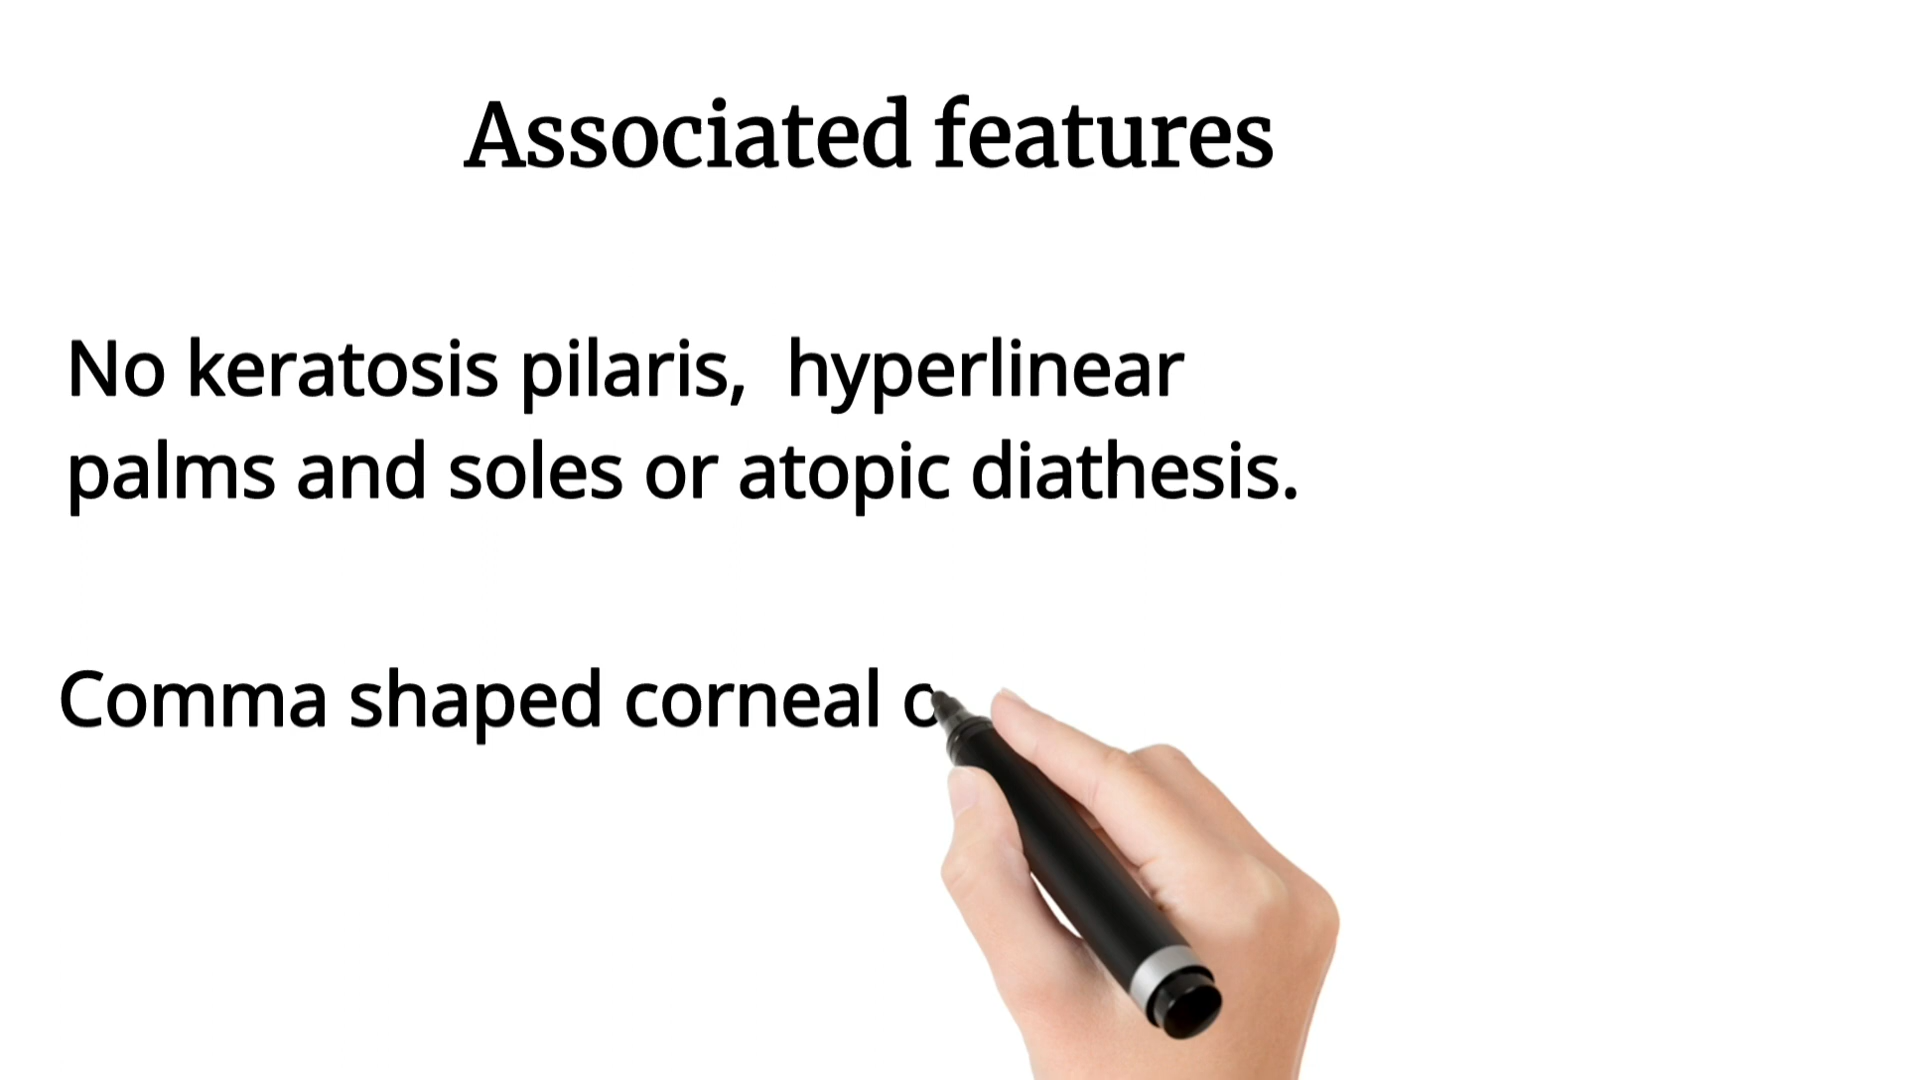 Associated features
No keratosis pilaris,  hyperlinear
palms and soles or atopic diathesis.
Comma shaped corneal